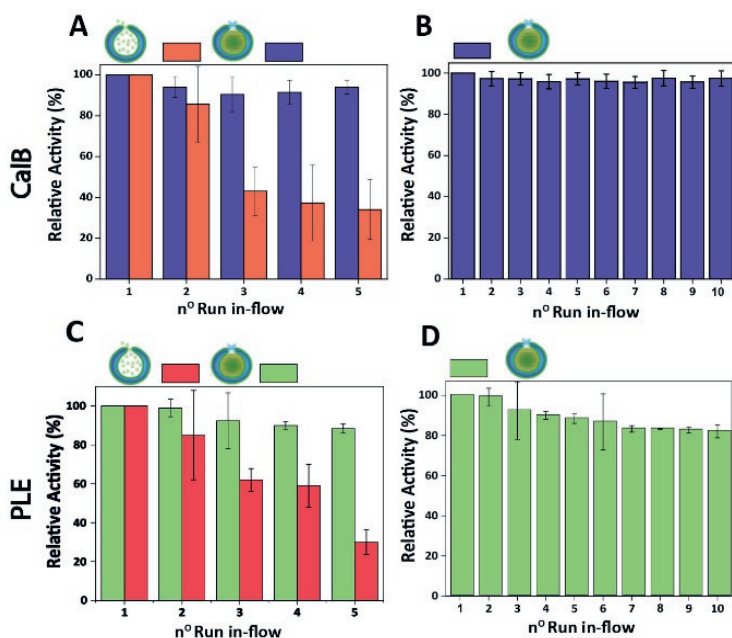 A
B
CalB
Relative Activity (%)
100
80
60
40
20
0
1 2 3 4 5
nº Run in-flow
Relative Activity (%)
100
80
60
40
20
0
1 2 3 4 5 6 7 8 9 10
nº Run in-flow
C
D
PLE
Relative Activity (%)
100
80
60
40
20
0
1 2 3 4 5
nº Run in-flow
Relative Activity (%)
100
80
60
40
20
0
1 2 3 4 5 6 7 8 9 10
nº Run in-flow